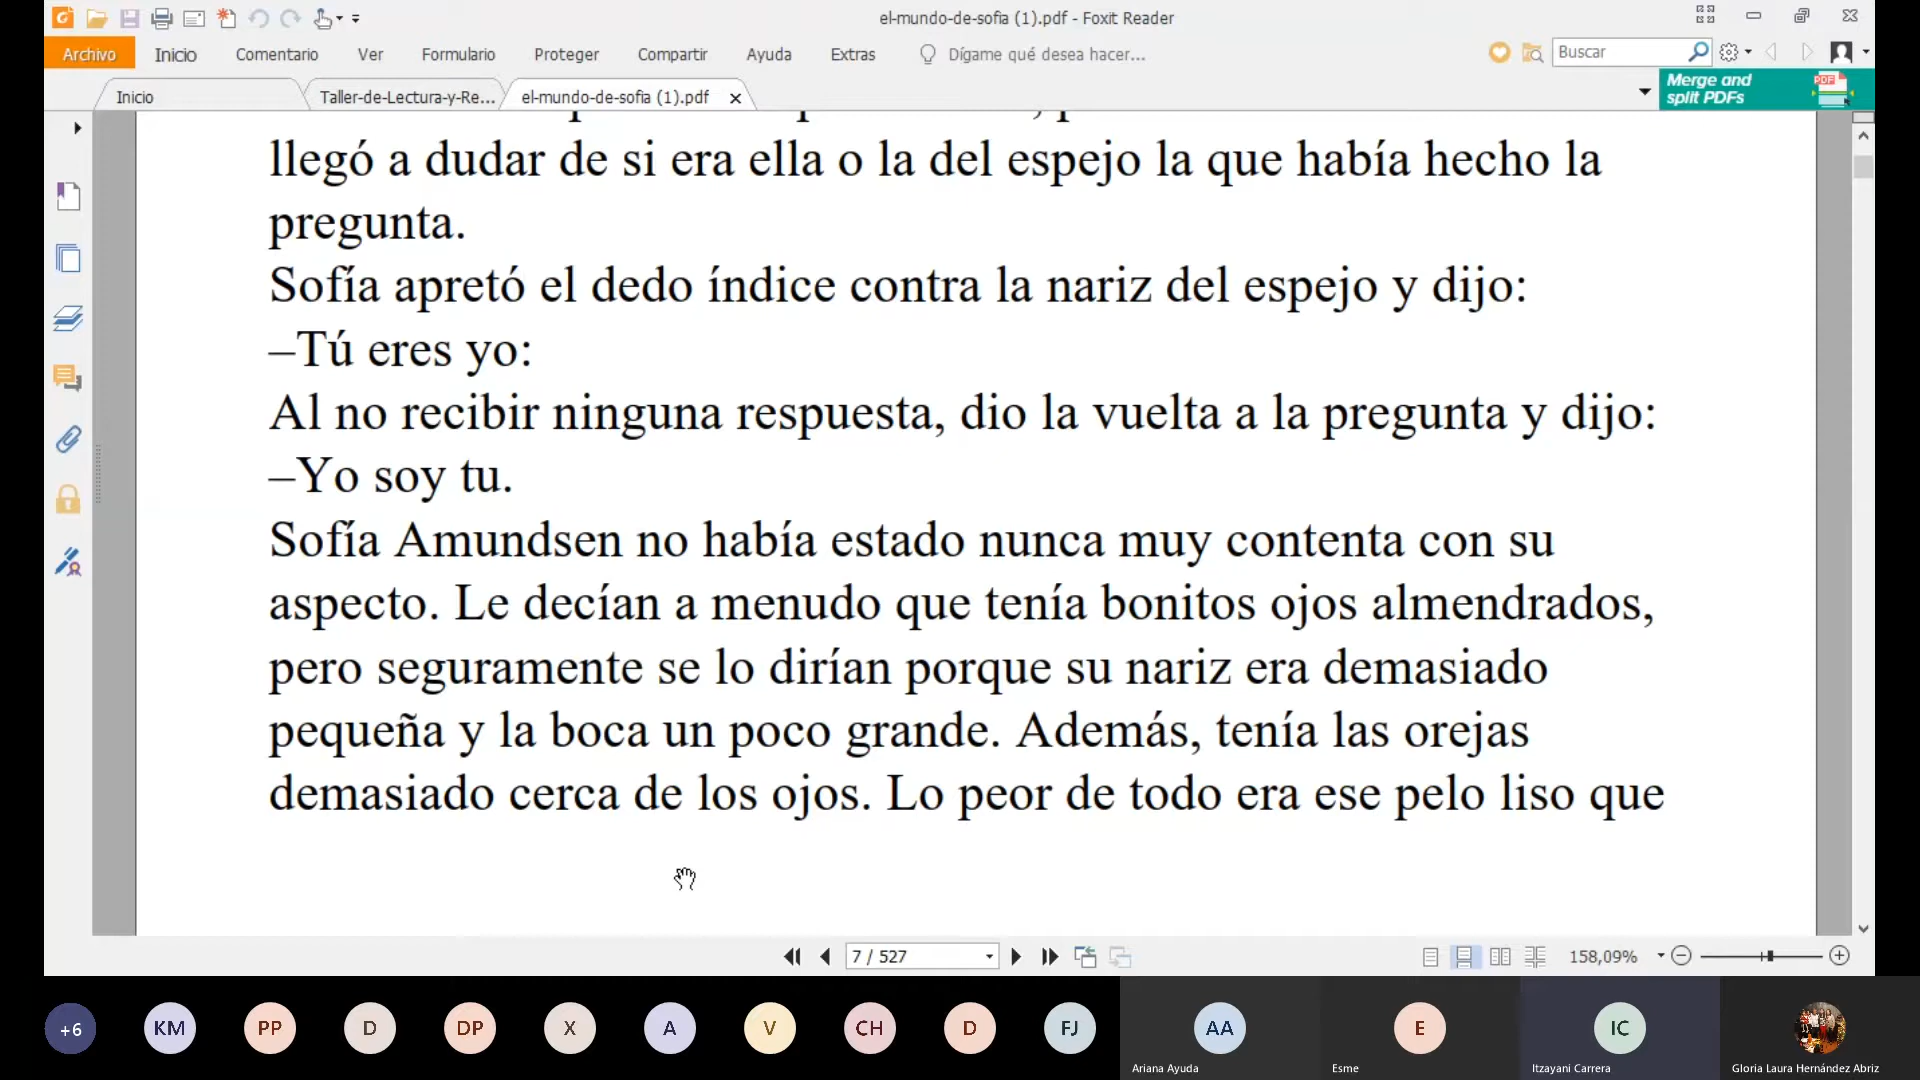 el-mundo-de-sofia (1).pdf - Foxit Reader
Archivo Inicio Comentario Ver Formulario Proteger Compartir Ayuda Extras Dígame qué desea hacer... Buscar
Inicio Taller-de-Lectura-y-Re... el-mundo-de-sofia (1).pdf
Merge and
split PDFs
PDF
llegó a dudar de si era ella o la del espejo la que había hecho la
pregunta.
Sofía apretó el dedo índice contra la nariz del espejo y dijo:
–Tú eres yo:
Al no recibir ninguna respuesta, dio la vuelta a la pregunta y dijo:
–Yo soy tu.
Sofía Amundsen no había estado nunca muy contenta con su
aspecto. Le decían a menudo que tenía bonitos ojos almendrados,
pero seguramente se lo dirían porque su nariz era demasiado
pequeña y la boca un poco grande. Además, tenía las orejas
demasiado cerca de los ojos. Lo peor de todo era ese pelo liso que
7 / 527 158,09%
+6 KM PP D DP X A V CH D FJ AA E IC
Ariana Ayuda Esme Itzayani Carrera Gloria Laura Hernández Abriz